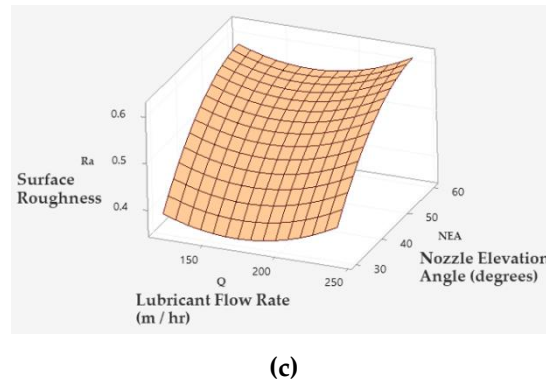 0.6
Ra
0.5
Surface
Roughness
0.4
60
50
NEA
40
30
Nozzle Elevation
Angle (degrees)
150
Q
200
250
Lubricant Flow Rate
(m / hr)
(c)